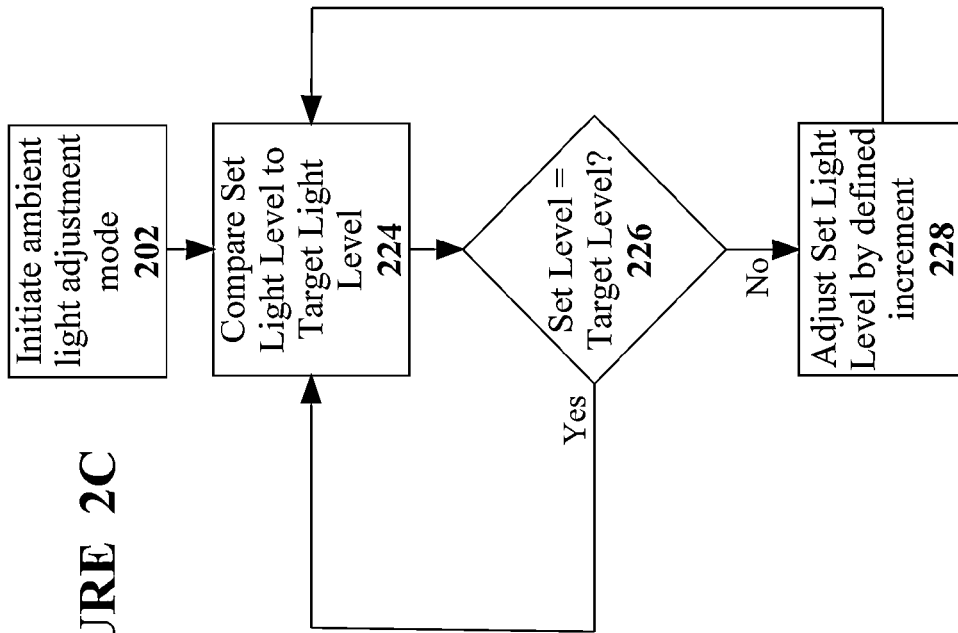 Initiate ambient
light adjustment
mode
202
Compare Set
Light Level to
Target Light
Level
224
Set Level =
Target Level?
226
Yes
No
Adjust Set Light
Level by defined
increment
228
URE 2C